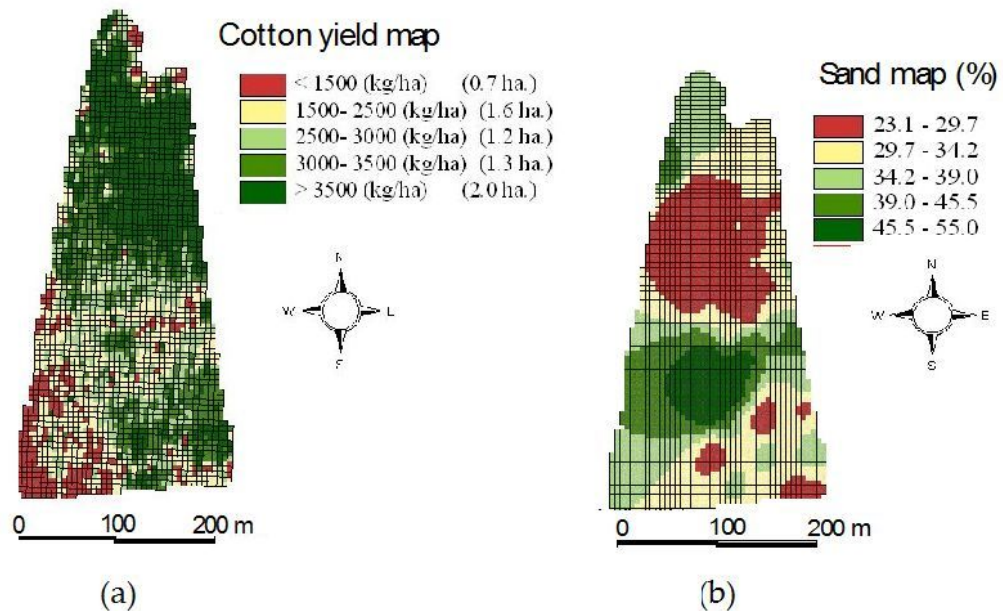 Cotton yield map
< 1500 (kg/ha) (0.7 ha.)
1500- 2500 (kg/ha) (1.6 ha.)
2500- 3000 (kg/ha) (1.2 ha.)
3000- 3500 (kg/ha) (1.3 ha.)
> 3500 (kg/ha) (2.0 ha.)
N
W L
S
0 100 200 m
(a)
Sand map (%)
23.1 - 29.7
29.7 - 34.2
34.2 - 39.0
39.0 - 45.5
45.5 - 55.0
N
W E
S
0 100 200 m
(b)